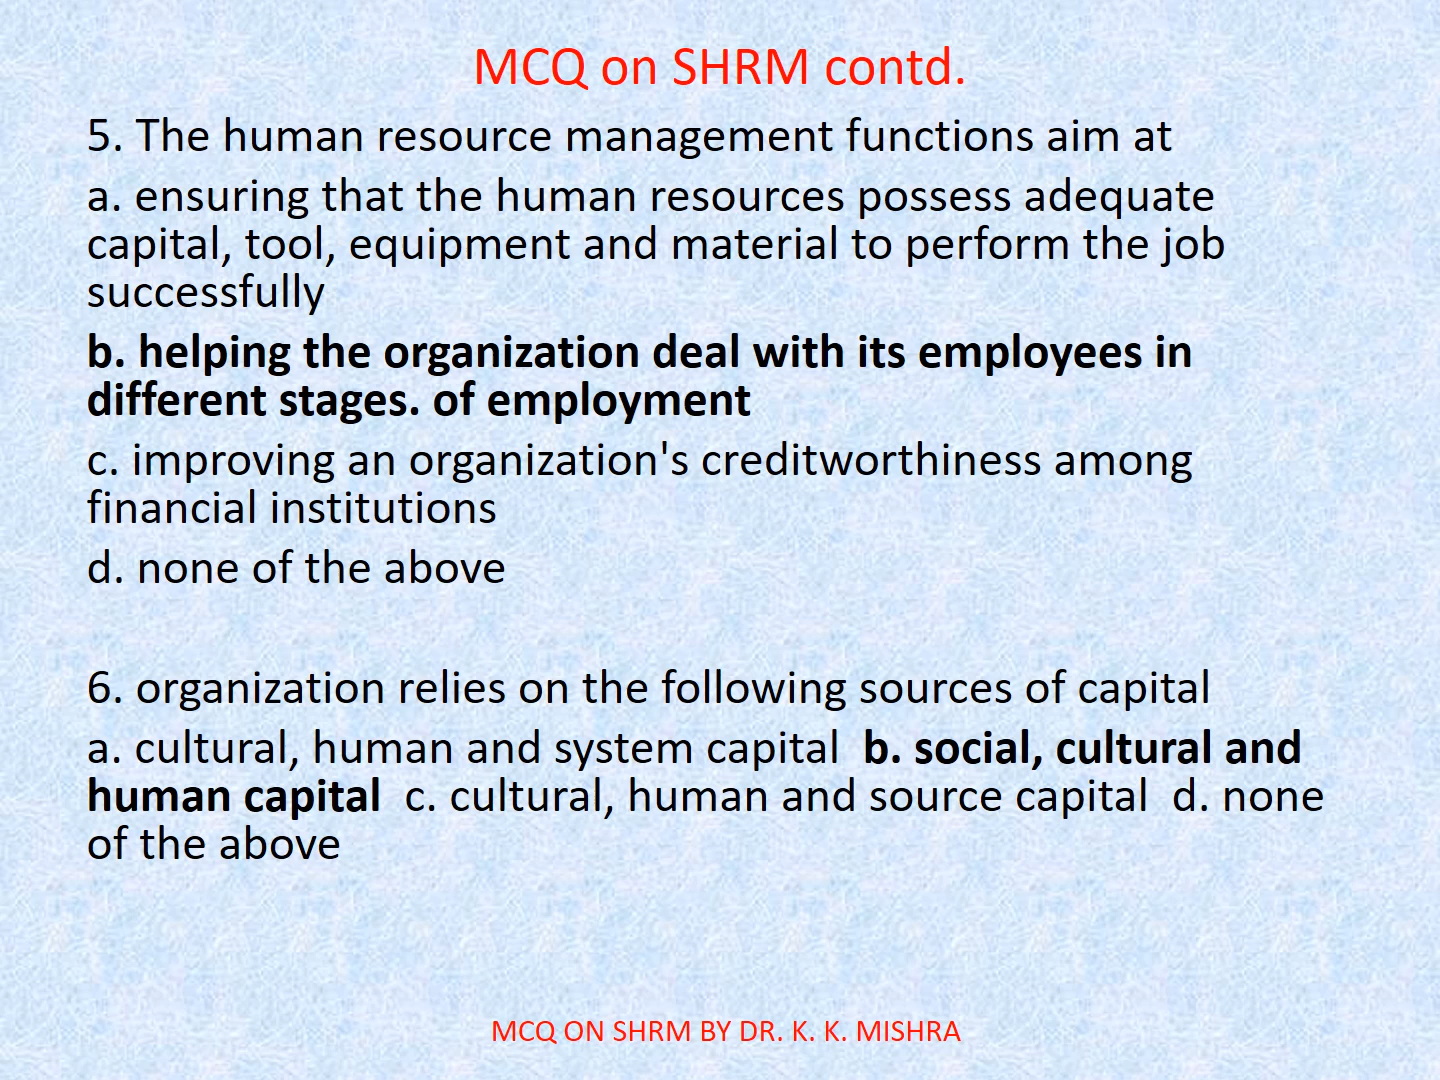 MCQ on SHRM contd.
5. The human resource management functions aim at
a. ensuring that the human resources possess adequate
capital, tool, equipment and material to perform the job
successfully
b. helping the organization deal with its employees in
different stages. of employment
c. improving an organization's creditworthiness among
financial institutions
d. none of the above
6. organization relies on the following sources of capital
a. cultural, human and system capital  b. social, cultural and
human capital  c. cultural, human and source capital  d. none
of the above
MCQ ON SHRM BY DR. K. K. MISHRA